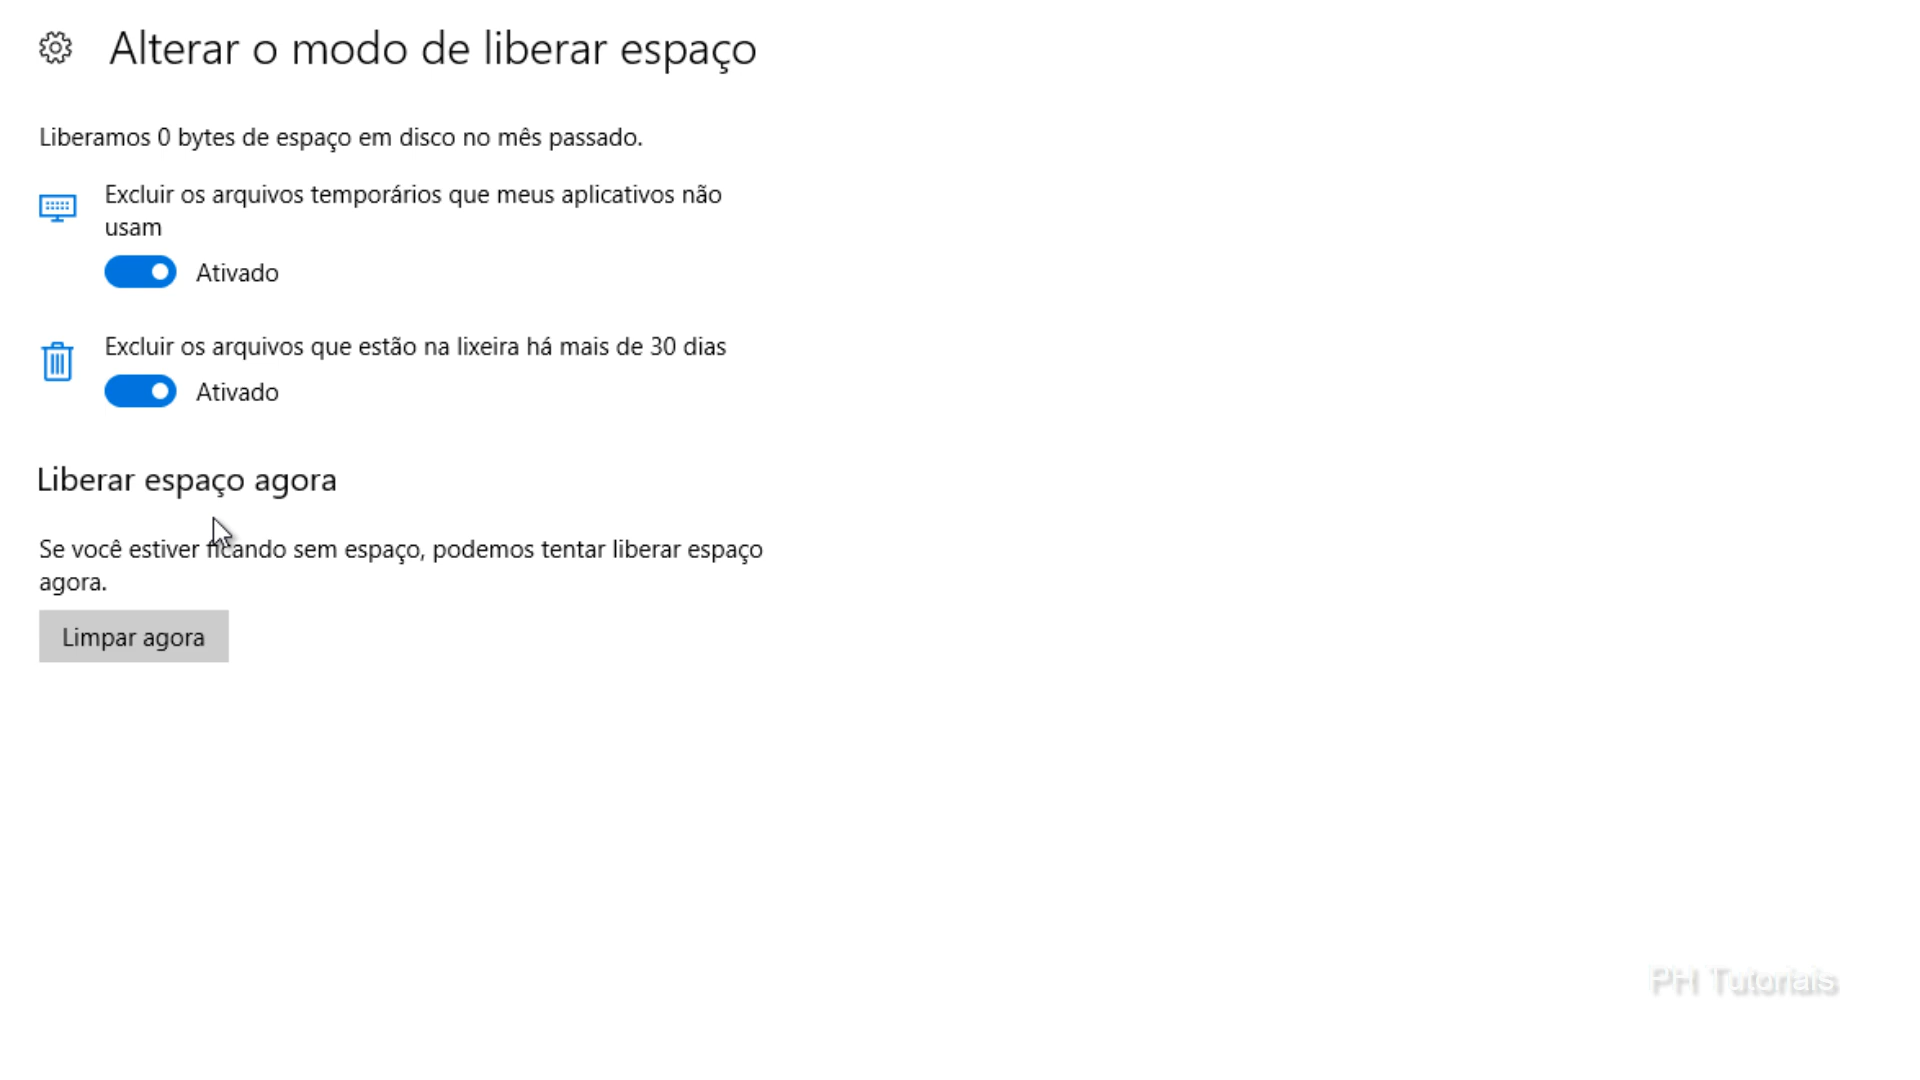 Alterar o modo de liberar espaço
Liberamos 0 bytes de espaço em disco no mês passado.
Excluir os arquivos temporários que meus aplicativos não
usam
Ativado
Excluir os arquivos que estão na lixeira há mais de 30 dias
Ativado
Liberar espaço agora
Se você estiver ficando sem espaço, podemos tentar liberar espaço
agora.
Limpar agora
PH Tutoriais